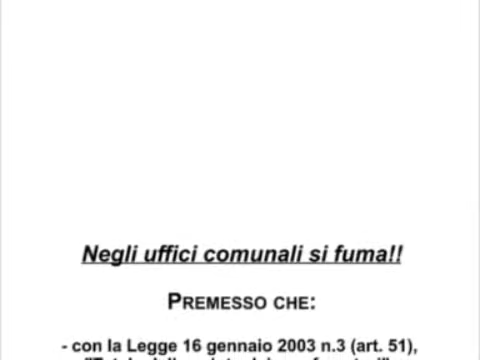 Negli uffici comunali si fuma!!
PREMESSO CHE:
- con la Legge 16 gennaio 2003 n.3 (art. 51),